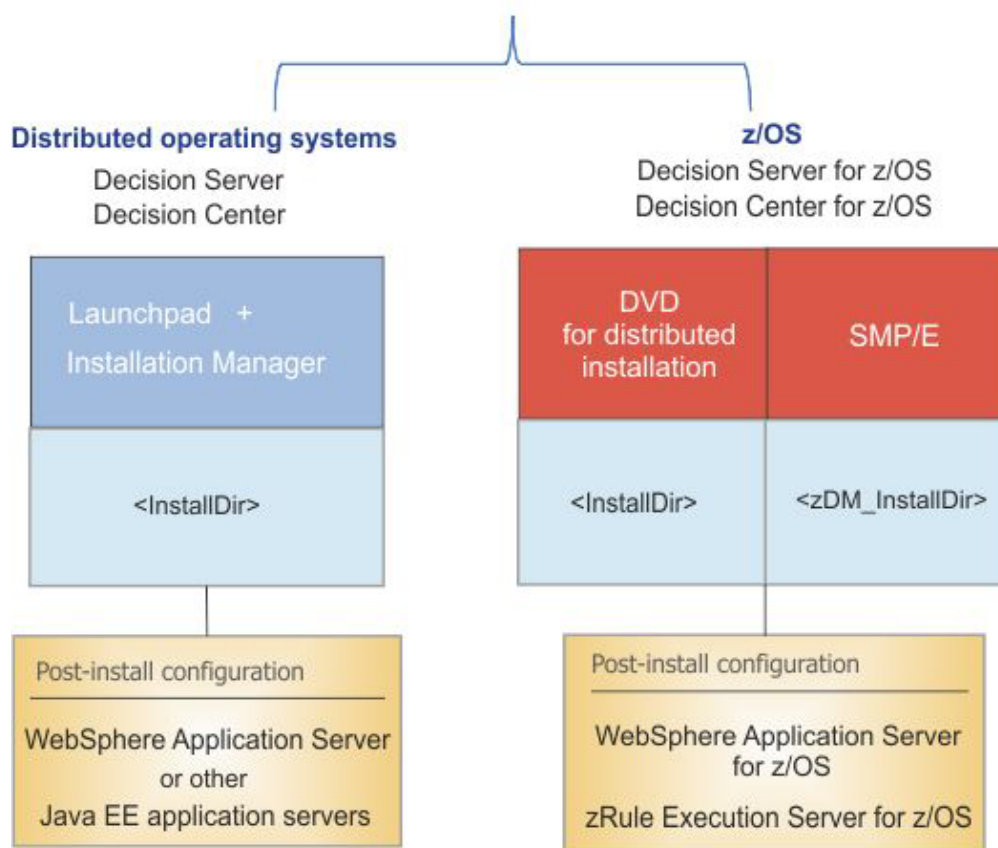 Distributed operating systems
Decision Server
Decision Center
Launchpad +
Installation Manager
<InstallDir>
Post-install configuration
WebSphere Application Server
or other
Java EE application servers
z/OS
Decision Server for z/OS
Decision Center for z/OS
DVD
for distributed
installation
SMP/E
<InstallDir>
<zDM_InstallDir>
Post-install configuration
WebSphere Application Server
for z/OS
zRule Execution Server for z/OS